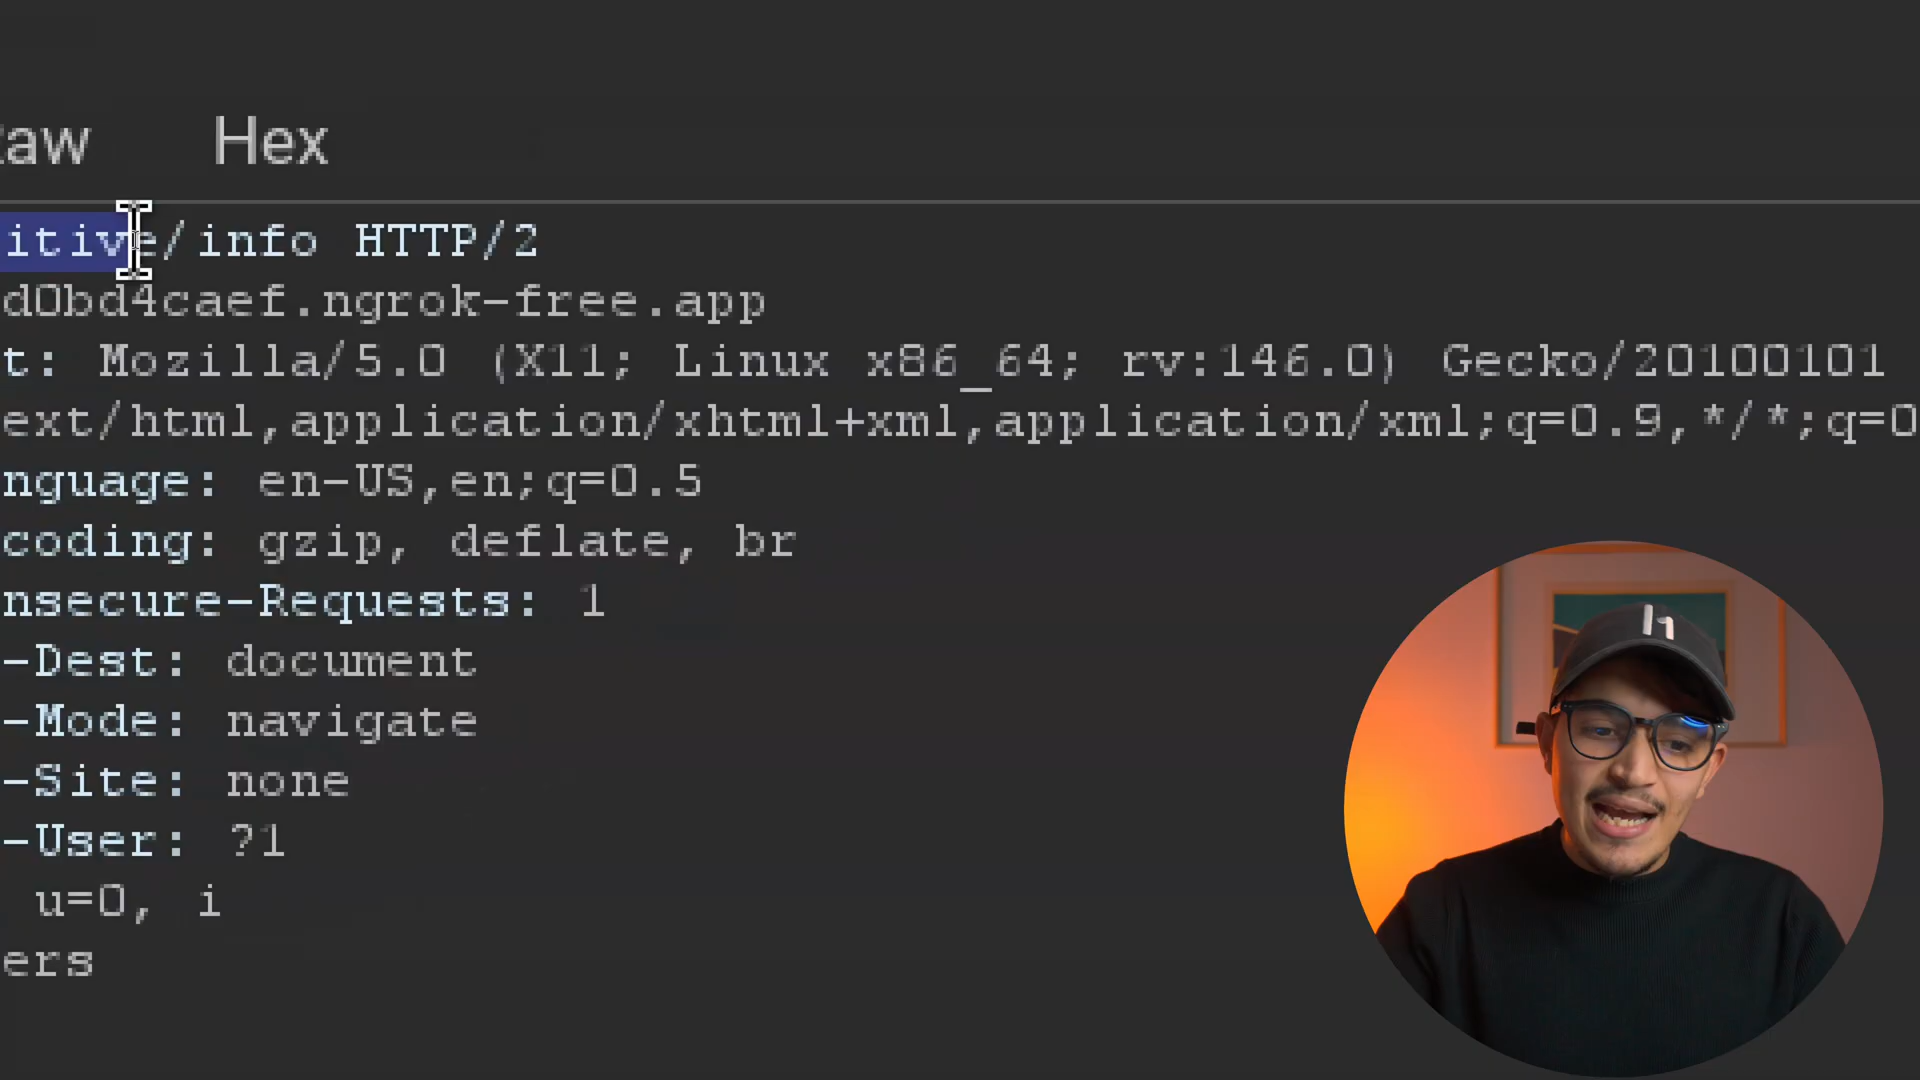 Raw Hex
itive/info HTTP/2
d0bd4caef.ngrok-free.app
t: Mozilla/5.0 (X11; Linux x86_64; rv:146.0) Gecko/20100101
ext/html,application/xhtml+xml,application/xml;q=0.9,*/*;q=0
nguage: en-US,en;q=0.5
coding: gzip, deflate, br
nsecure-Requests: 1
-Dest: document
-Mode: navigate
-Site: none
-User: ?1
u=0, i
ers
h1